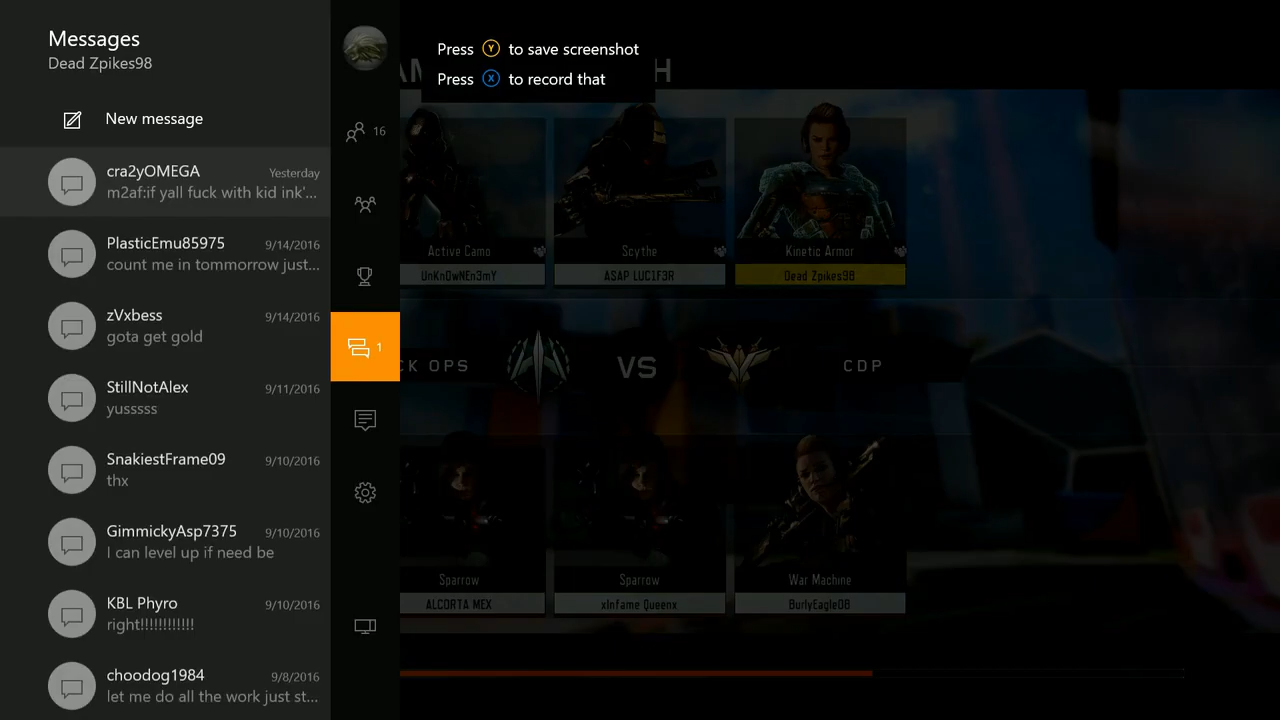 Messages
Dead Zpikes98
New message
cra2yOMEGA
Yesterday
m2af:if yall fuck with kid ink'...
PlasticEmu85975
9/14/2016
count me in tommorrow just...
zVxbess
9/14/2016
gota get gold
StillNotAlex
9/11/2016
yusssss
SnakiestFrame09
9/10/2016
thx
GimmickyAsp7375
9/10/2016
I can level up if need be
KBL Phyro
9/10/2016
right!!!!!!!!!!!!
choodog1984
9/8/2016
let me do all the work just st...
16
1
Press Y to save screenshot
Press X to record that
Active Camo
UnKn0wNEn3mY
Scythe
ASAP LUC1F3R
Kinetic Armor
Dead Zpikes98
CK OPS
VS
CDP
Sparrow
ALCORTA MEX
Sparrow
xInfame Queenx
War Machine
BurlyEagle08